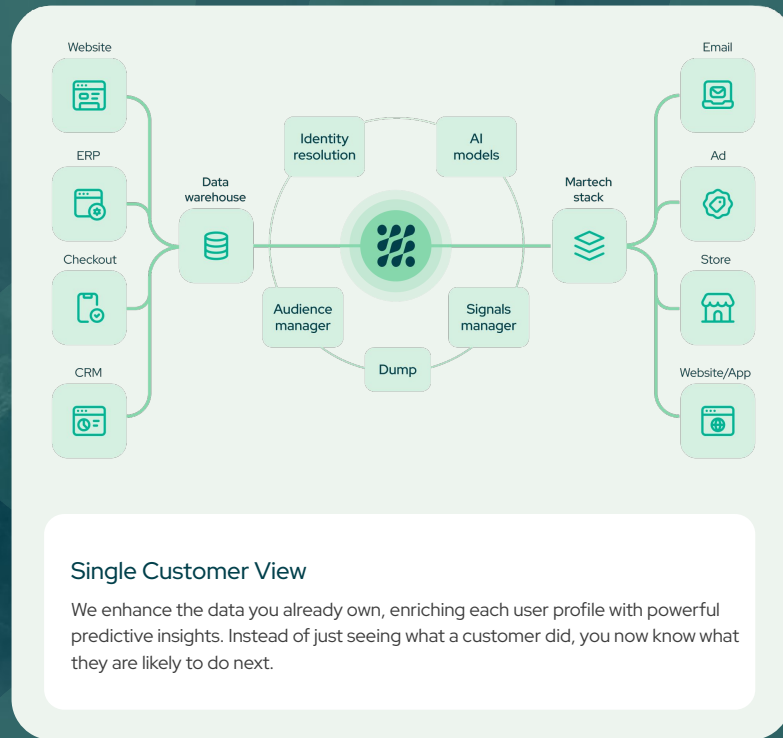 Website
Email
Identity
resolution
AI
models
ERP
Ad
Data
warehouse
Martech
stack
Checkout
Store
Audience
manager
Signals
manager
Dump
CRM
Website/App
Single Customer View
We enhance the data you already own, enriching each user profile with powerful
predictive insights. Instead of just seeing what a customer did, you now know what
they are likely to do next.